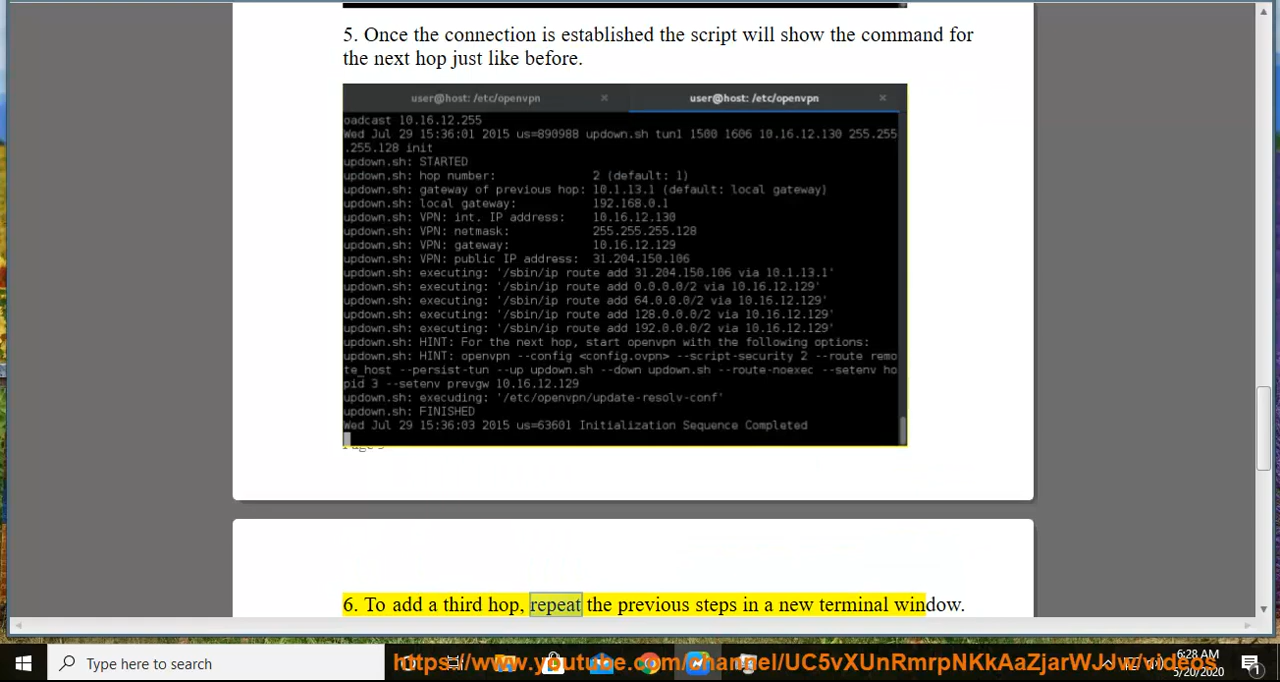 5. Once the connection is established the script will show the command for
the next hop just like before.
user@host: /etc/openvpn × user@host: /etc/openvpn ×
oadcast 10.16.12.255
Wed Jul 29 15:36:01 2015 us=890988 updown.sh tun1 1500 1606 10.16.12.130 255.255
.255.128 init
updown.sh: STARTED
updown.sh: hop number: 2 (default: 1)
updown.sh: gateway of previous hop: 10.1.13.1 (default: local gateway)
updown.sh: local gateway: 192.168.0.1
updown.sh: VPN: int. IP address: 10.16.12.130
updown.sh: VPN: netmask: 255.255.255.128
updown.sh: VPN: gateway: 10.16.12.129
updown.sh: VPN: public IP address: 31.204.150.106
updown.sh: executing: '/sbin/ip route add 31.204.150.106 via 10.1.13.1'
updown.sh: executing: '/sbin/ip route add 0.0.0.0/2 via 10.16.12.129'
updown.sh: executing: '/sbin/ip route add 64.0.0.0/2 via 10.16.12.129'
updown.sh: executing: '/sbin/ip route add 128.0.0.0/2 via 10.16.12.129'
updown.sh: executing: '/sbin/ip route add 192.0.0.0/2 via 10.16.12.129'
updown.sh: HINT: For the next hop, start openvpn with the following options:
updown.sh: HINT: openvpn --config <config.ovpn> --script-security 2 --route remo
te_host --persist-tun --up updown.sh --down updown.sh --route-noexec --setenv ho
pid 3 --setenv prevgw 10.16.12.129
updown.sh: execuding: '/etc/openvpn/update-resolv-conf'
updown.sh: FINISHED
Wed Jul 29 15:36:03 2015 us=63601 Initialization Sequence Completed
6. To add a third hop, repeat the previous steps in a new terminal window.
Type here to search
https://www.youtube.com/channel/UC5vXUnRmrpNKkAaZjarWJJw/videos
6:28 AM
5/20/2020
1